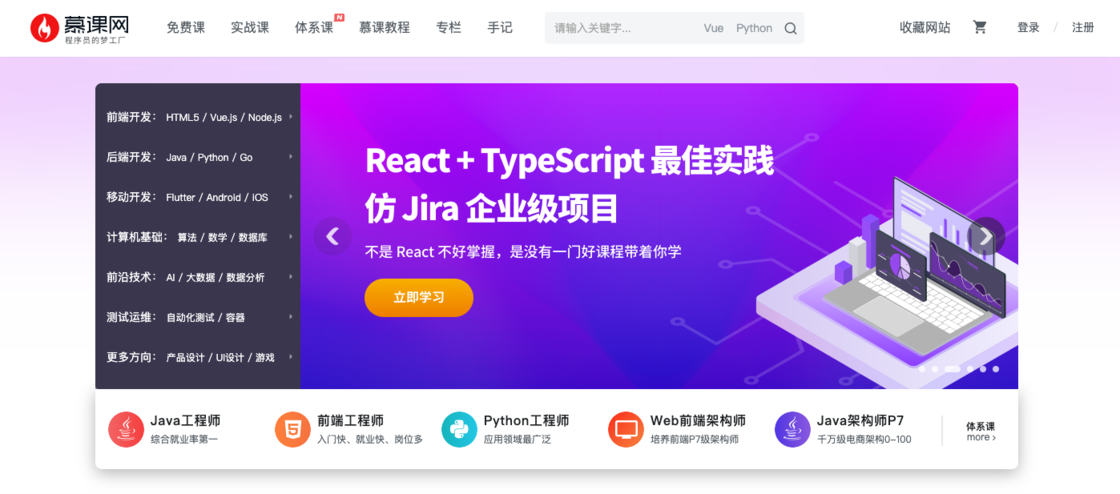 慕课网
程序员的梦工厂
免费课 实战课 体系课 N 慕课教程 专栏 手记
请输入关键字... Vue Python
收藏网站 登录 / 注册
前端开发： HTML5 / Vue.js / Node.js
后端开发： Java / Python / Go
移动开发： Flutter / Android / iOS
计算机基础： 算法 / 数学 / 数据库
前沿技术： AI / 大数据 / 数据分析
测试运维： 自动化测试 / 容器
更多方向： 产品设计 / UI设计 / 游戏
React + TypeScript 最佳实践
仿 Jira 企业级项目
不是 React 不好掌握，是没有一门好课程带着你学
立即学习
Java工程师
综合就业率第一
前端工程师
入门快、就业快、岗位多
Python工程师
应用领域最广泛
Web前端架构师
培养前端P7级架构师
Java架构师P7
千万级电商架构0-100
体系课
more ›